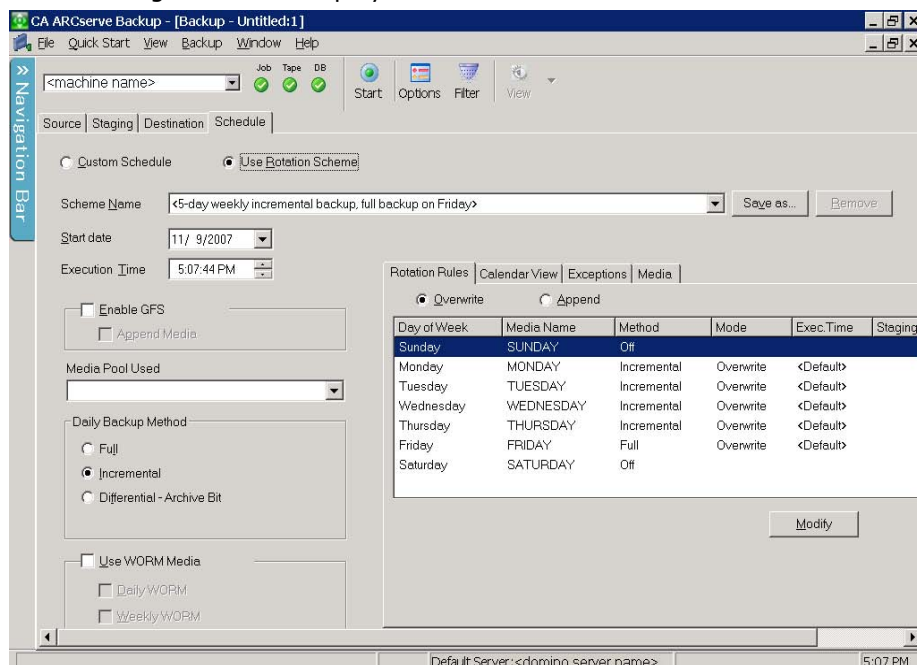 CA ARCserve Backup - [Backup - Untitled:1]
File Quick Start View Backup Window Help
Navigation Bar
<machine name>
Job Tape DB
Start Options Filter View
Source Staging Destination Schedule
Custom Schedule Use Rotation Scheme
Scheme Name <5-day weekly incremental backup, full backup on Friday> Save as... Remove
Start date 11/ 9/2007
Execution Time 5:07:44 PM
Rotation Rules Calendar View Exceptions Media
Enable GFS
Overwrite Append
Append Media
Day of Week Media Name Method Mode Exec.Time Staging
Sunday SUNDAY Off
Monday MONDAY Incremental Overwrite <Default>
Tuesday TUESDAY Incremental Overwrite <Default>
Wednesday WEDNESDAY Incremental Overwrite <Default>
Thursday THURSDAY Incremental Overwrite <Default>
Friday FRIDAY Full Overwrite <Default>
Saturday SATURDAY Off
Media Pool Used
Daily Backup Method
Full
Incremental
Differential - Archive Bit
Modify
Use WORM Media
Daily WORM
Weekly WORM
Default Server:<domino server name> 5:07 PM